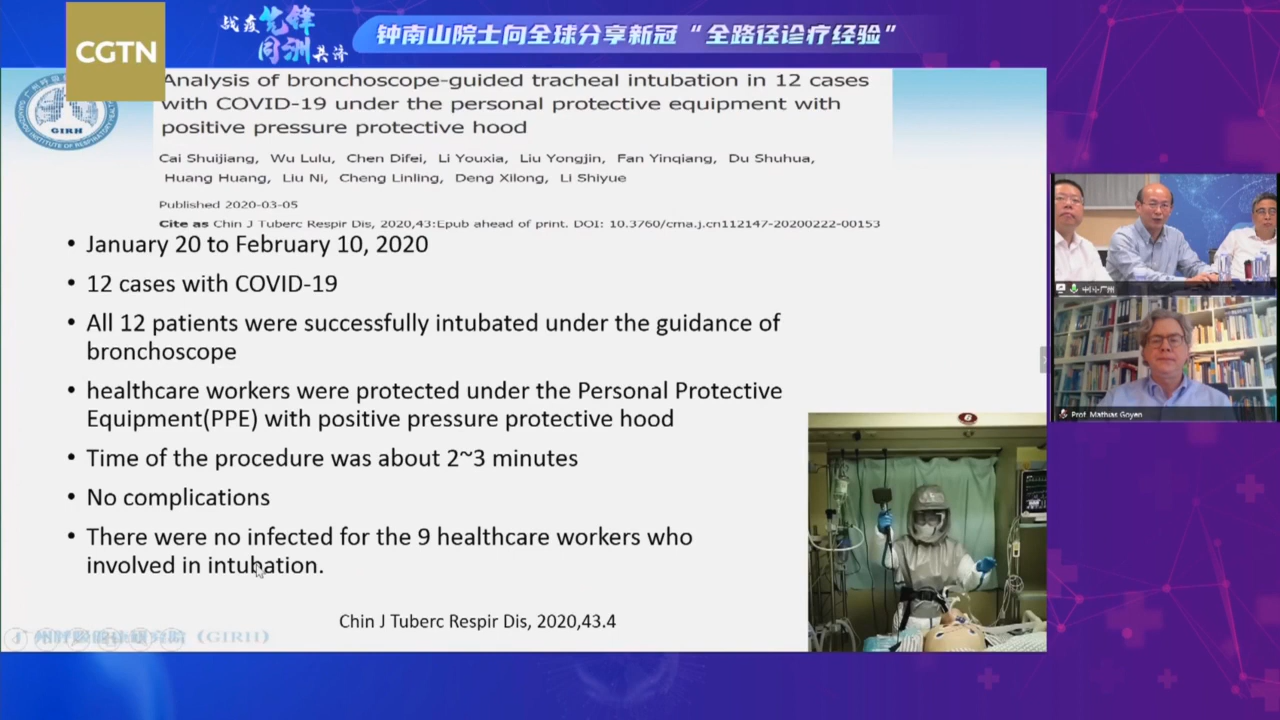 CGTN
战疫先锋
同洲共济
钟南山院士向全球分享新冠“全路径诊疗经验”
GIRH
Analysis of bronchoscope-guided tracheal intubation in 12 cases
with COVID-19 under the personal protective equipment with
positive pressure protective hood
Cai Shuijiang, Wu Lulu, Chen Difei, Li Youxia, Liu Yongjin, Fan Yinqiang, Du Shuhua,
Huang Huang, Liu Ni, Cheng Linling, Deng Xilong, Li Shiyue
Published 2020-03-05
Cite as Chin J Tuberc Respir Dis, 2020,43:Epub ahead of print. DOI: 10.3760/cma.j.cn112147-20200222-00153
• January 20 to February 10, 2020
• 12 cases with COVID-19
• All 12 patients were successfully intubated under the guidance of
bronchoscope
• healthcare workers were protected under the Personal Protective
Equipment(PPE) with positive pressure protective hood
• Time of the procedure was about 2~3 minutes
• No complications
• There were no infected for the 9 healthcare workers who
involved in intubation.
Chin J Tuberc Respir Dis, 2020,43.4
(GIRH)
6
Prof. Mathias Goyen